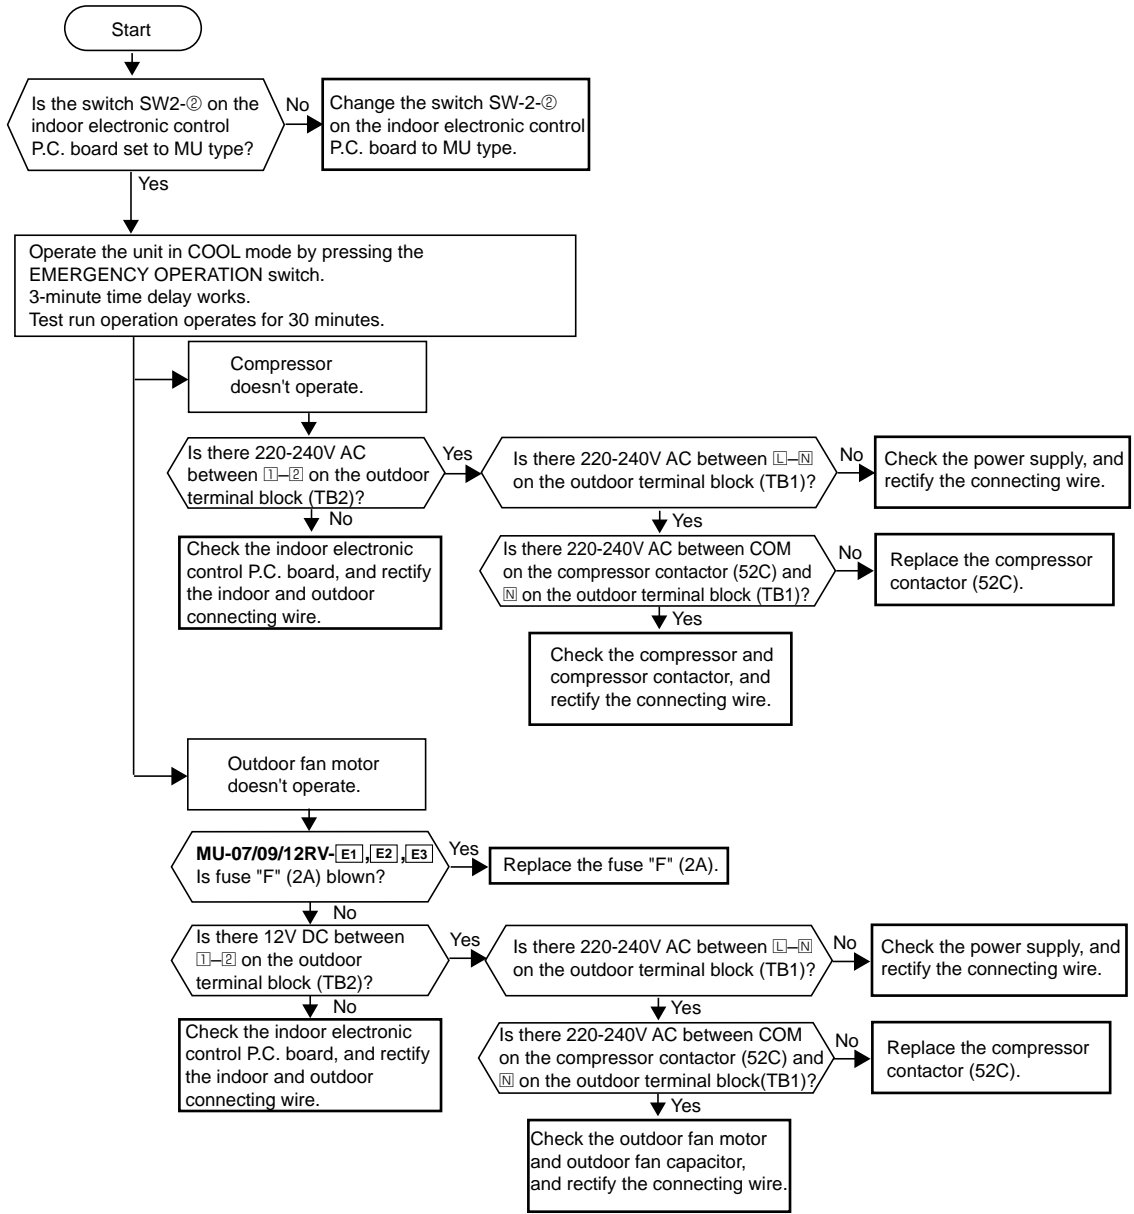 Start
Is the switch SW2-② on the
indoor electronic control
P.C. board set to MU type?
No
Change the switch SW-2-②
on the indoor electronic control
P.C. board to MU type.
Yes
Operate the unit in COOL mode by pressing the
EMERGENCY OPERATION switch.
3-minute time delay works.
Test run operation operates for 30 minutes.
Compressor
doesn't operate.
Is there 220-240V AC
between 1–2 on the outdoor
terminal block (TB2)?
Yes
Is there 220-240V AC between L–N
on the outdoor terminal block (TB1)?
No
Check the power supply, and
rectify the connecting wire.
No
Check the indoor electronic
control P.C. board, and rectify
the indoor and outdoor
connecting wire.
Yes
Is there 220-240V AC between COM
on the compressor contactor (52C) and
N on the outdoor terminal block (TB1)?
No
Replace the compressor
contactor (52C).
Yes
Check the compressor and
compressor contactor, and
rectify the connecting wire.
Outdoor fan motor
doesn't operate.
MU-07/09/12RV-E1,E2,E3
Is fuse "F" (2A) blown?
Yes
Replace the fuse "F" (2A).
No
Is there 12V DC between
1–2 on the outdoor
terminal block (TB2)?
Yes
Is there 220-240V AC between L–N
on the outdoor terminal block (TB1)?
No
Check the power supply, and
rectify the connecting wire.
No
Check the indoor electronic
control P.C. board, and rectify
the indoor and outdoor
connecting wire.
Yes
Is there 220-240V AC between COM
on the compressor contactor (52C) and
N on the outdoor terminal block(TB1)?
No
Replace the compressor
contactor (52C).
Yes
Check the outdoor fan motor
and outdoor fan capacitor,
and rectify the connecting wire.